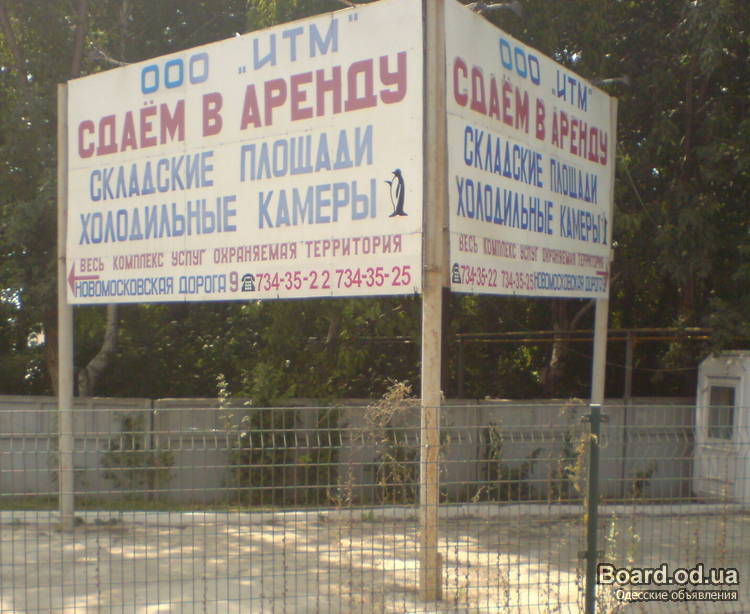 ООО "ИТМ"
СДАЁМ В АРЕНДУ
СКЛАДСКИЕ ПЛОЩАДИ
ХОЛОДИЛЬНЫЕ КАМЕРЫ
ВЕСЬ КОМПЛЕКС УСЛУГ ОХРАНЯЕМАЯ ТЕРРИТОРИЯ
НОВОМОСКОВСКАЯ ДОРОГА 9 ☎734-35-22 734-35-25
ООО "ИТМ"
СДАЁМ В АРЕНДУ
СКЛАДСКИЕ ПЛОЩАДИ
ХОЛОДИЛЬНЫЕ КАМЕРЫ
ВЕСЬ КОМПЛЕКС УСЛУГ ОХРАНЯЕМАЯ ТЕРРИТОРИЯ
☎734-35-22 734-35-25 НОВОМОСКОВСКАЯ ДОРОГА 9
Board.od.ua
Одесские объявления